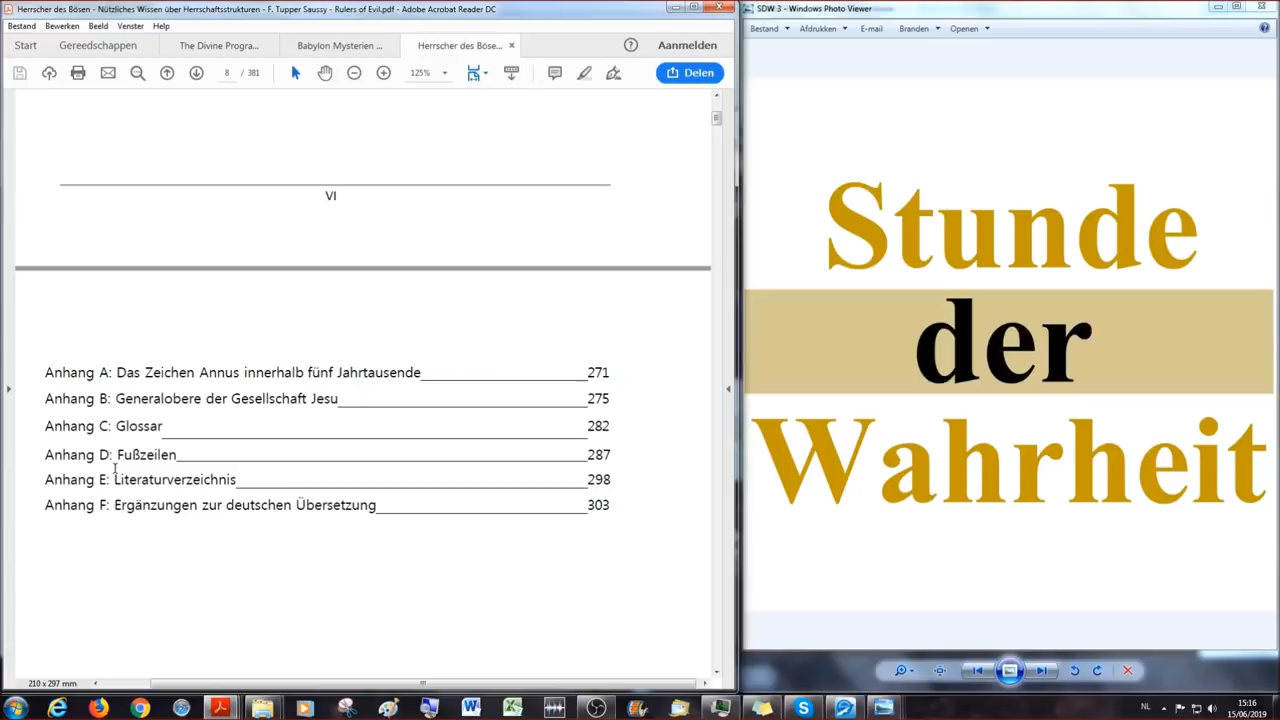 Herrscher des Bösen - Nützliches Wissen über Herrschaftsstrukturen - F. Tupper Saussy - Rulers of Evil.pdf - Adobe Acrobat Reader DC
Bestand Bewerken Beeld Venster Help
Start Gereedschappen The Divine Progra... Babylon Mysterien ... Herrscher des Böse... × Aanmelden
8 / 381 125% Delen
VI
Anhang A: Das Zeichen Annus innerhalb fünf Jahrtausende 271
Anhang B: Generalobere der Gesellschaft Jesu 275
Anhang C: Glossar 282
Anhang D: Fußzeilen 287
Anhang E: Literaturverzeichnis 298
Anhang F: Ergänzungen zur deutschen Übersetzung 303
210 x 297 mm
SDW 3 - Windows Photo Viewer
Bestand Afdrukken E-mail Branden Openen
Stunde
der
Wahrheit
NL 15:16
15/06/2019